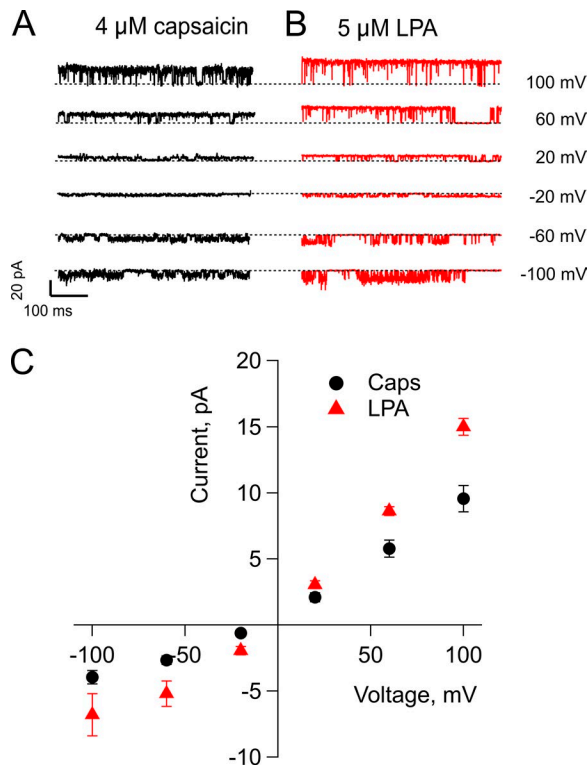 A 4 µM capsaicin B 5 µM LPA
100 mV
60 mV
20 mV
-20 mV
-60 mV
-100 mV
20 pA
100 ms
C
20
15
10
5
-5
-10
Current, pA
Caps
LPA
-100 -50 50 100
Voltage, mV